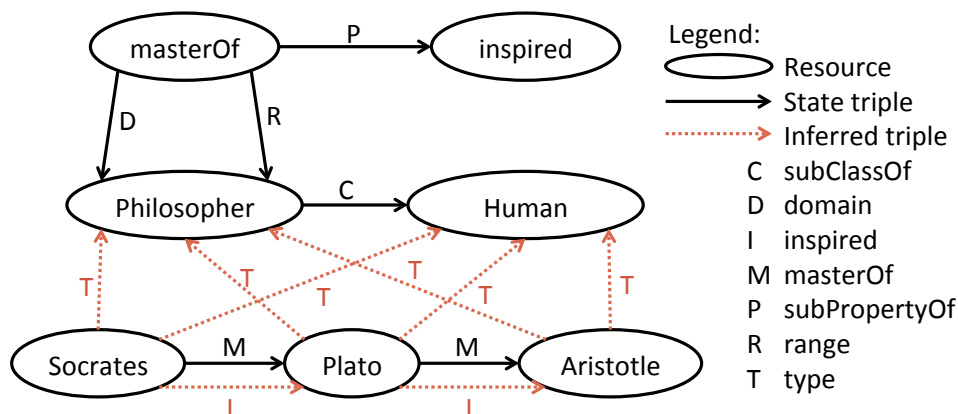 masterOf
P
inspired
D
R
Philosopher
C
Human
T
T
T
T
T
T
Socrates
M
Plato
M
Aristotle
I
I
Legend:
Resource
State triple
Inferred triple
C subClassOf
D domain
I inspired
M masterOf
P subPropertyOf
R range
T type